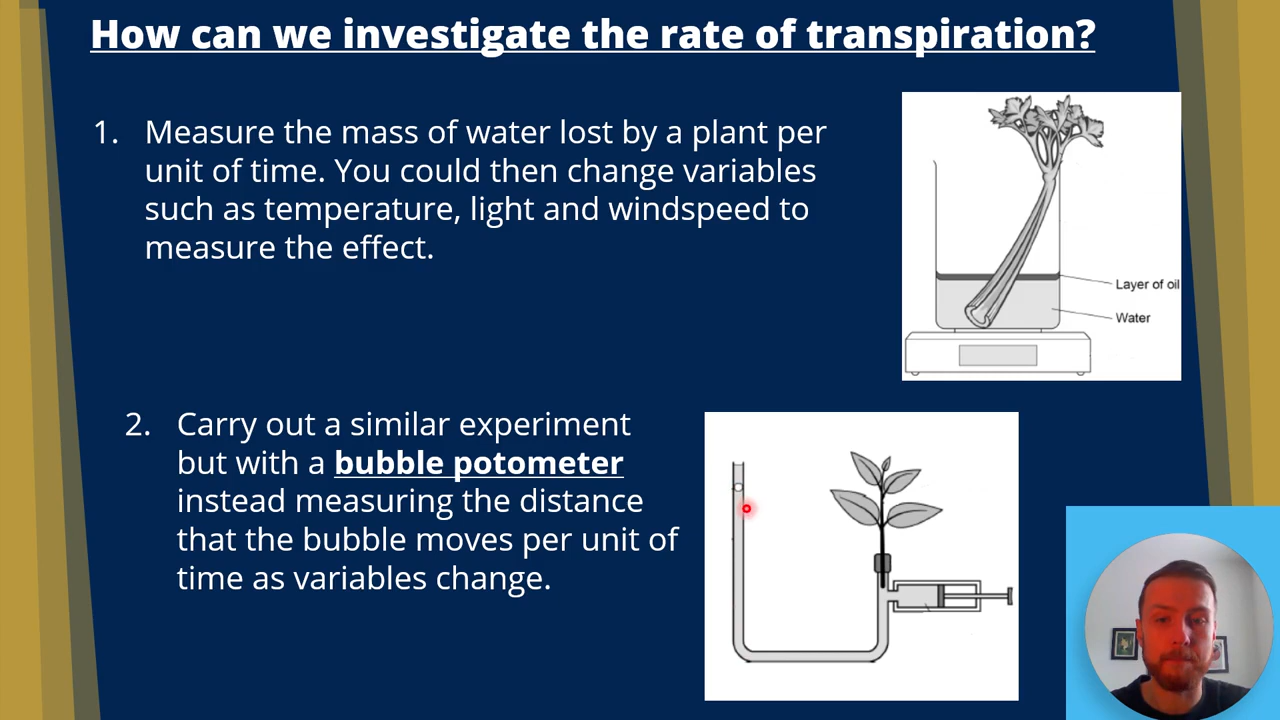 How can we investigate the rate of transpiration?
1. Measure the mass of water lost by a plant per
unit of time. You could then change variables
such as temperature, light and windspeed to
measure the effect.
Layer of oil
Water
2. Carry out a similar experiment
but with a bubble potometer
instead measuring the distance
that the bubble moves per unit of
time as variables change.